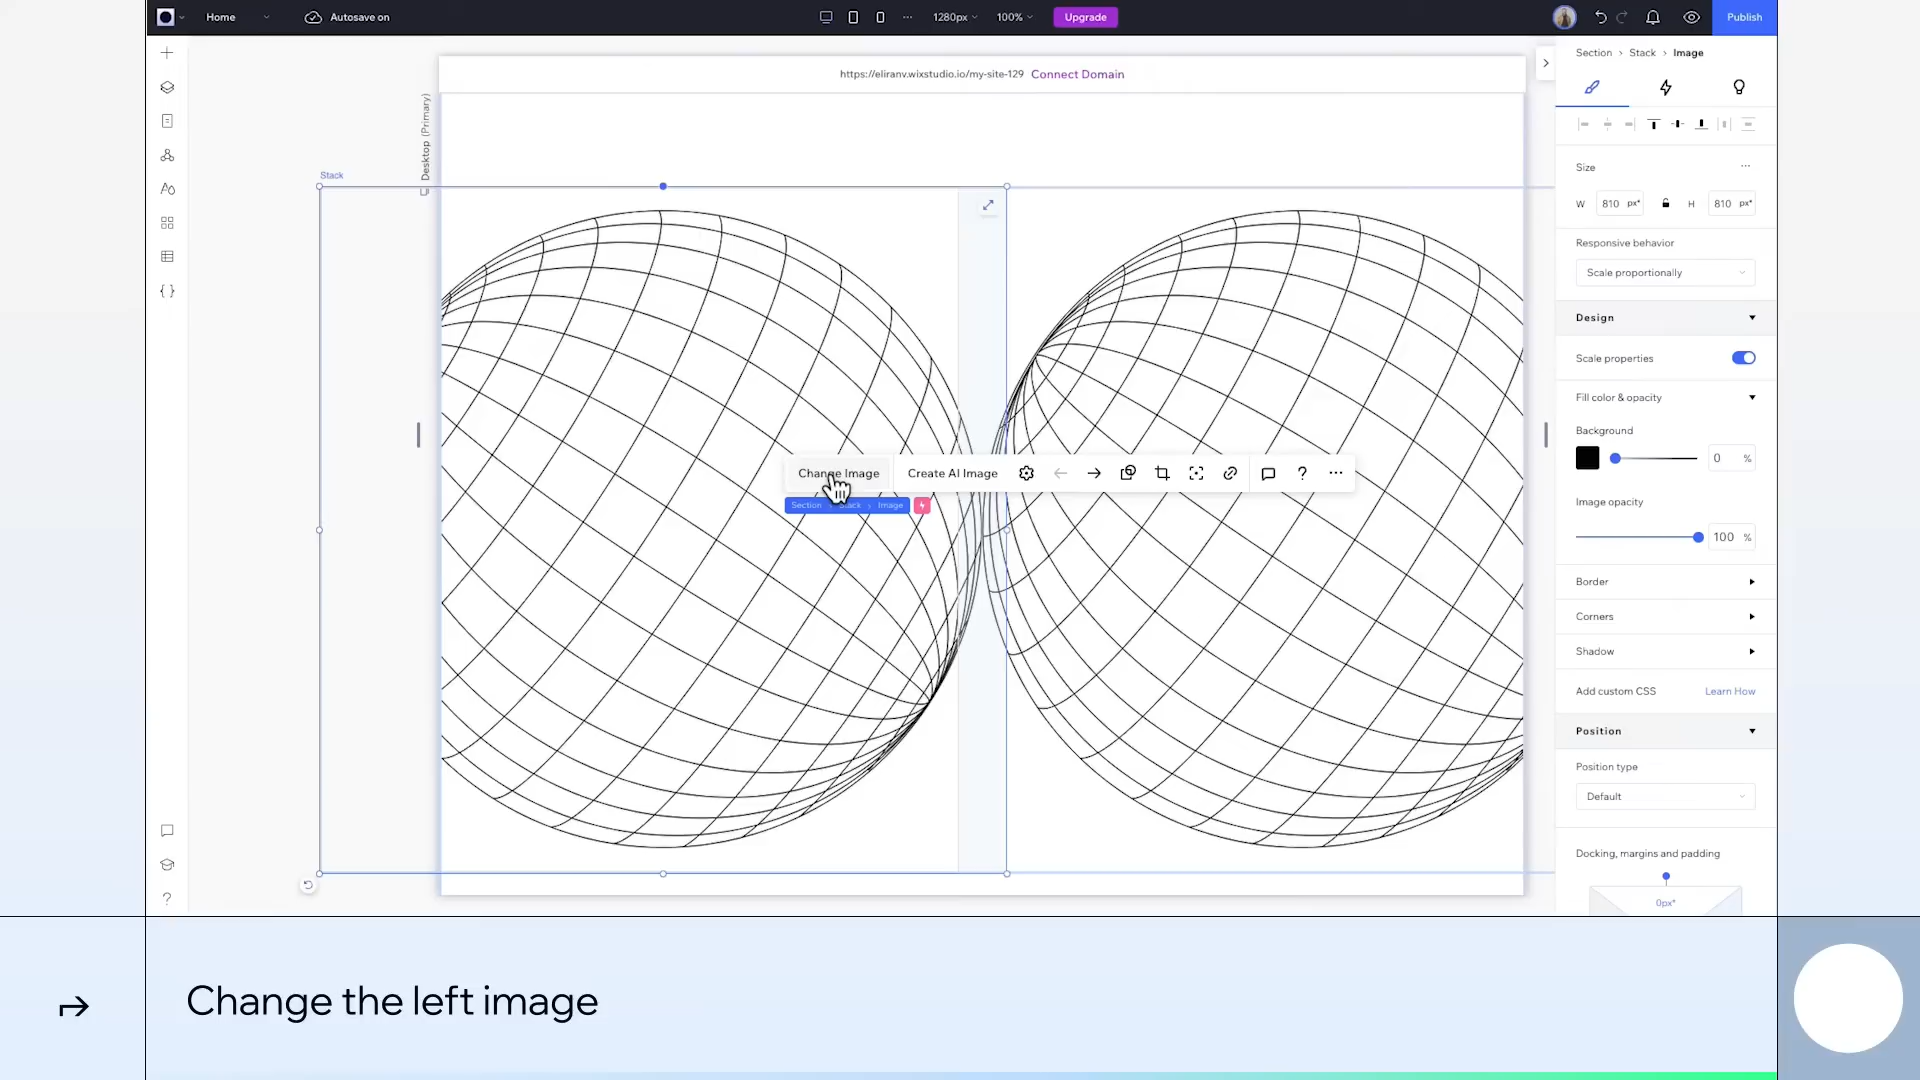 Home
Autosave on
1280px
100%
Upgrade
Publish
https://eliranv.wixstudio.io/my-site-129 Connect Domain
Desktop (Primary)
Stack
Change Image
Create AI Image
Section › Stack › Image
Section › Stack › Image
Size
W 810 px* H 810 px*
Responsive behavior
Scale proportionally
Design
Scale properties
Fill color & opacity
Background
0 %
Image opacity
100 %
Border
Corners
Shadow
Add custom CSS Learn How
Position
Position type
Default
Docking, margins and padding
0px*
Change the left image